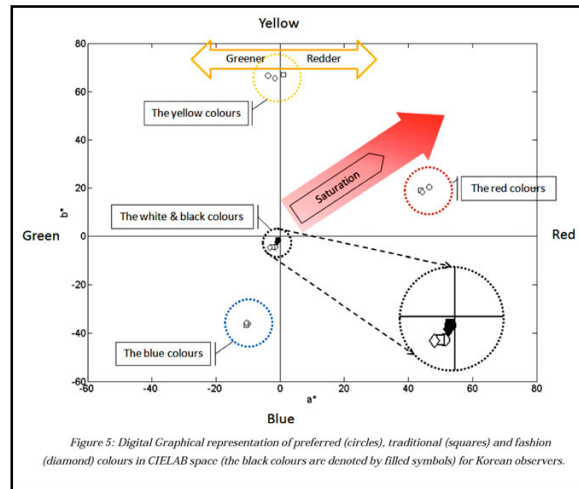 Yellow
80
Greener Redder
60
The yellow colours
40
Saturation
20
The red colours
b*
The white & black colours
Green
0
Red
-20
The blue colours
-40
-60
-60 -40 -20 0 20 40 60 80
a*
Blue
Figure 5: Digital Graphical representation of preferred (circles), traditional (squares) and fashion
(diamond) colours in CIELAB space (the black colours are denoted by filled symbols) for Korean observers.